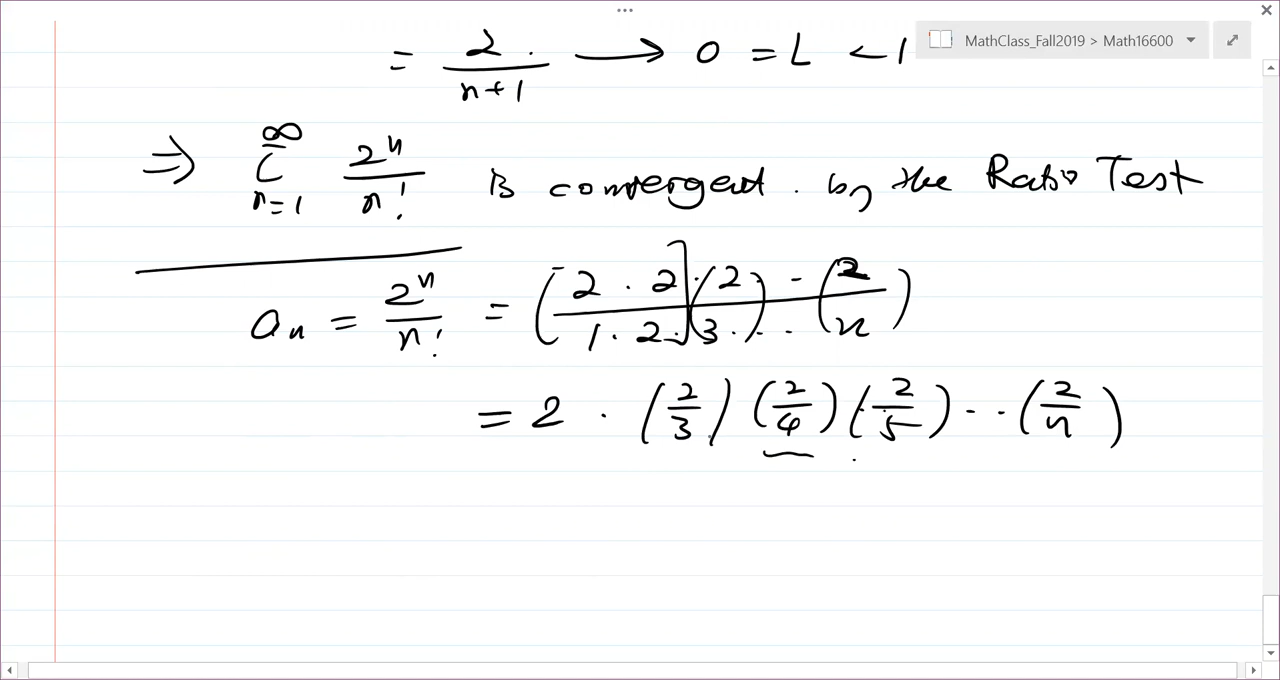 MathClass_Fall2019 > Math16600
= 2/(n+1) ⟶ 0 = L < 1
⇒ ∞ Σ n=1 2^n/n! is convergent. by the Ratio Test
a_n = 2^n/n! = (2 · 2] · (2) ·· (2/n) / 1 · 2 · (3 · ) ··
= 2 · (2/3) (2/4) (2/5) ·· (2/n)